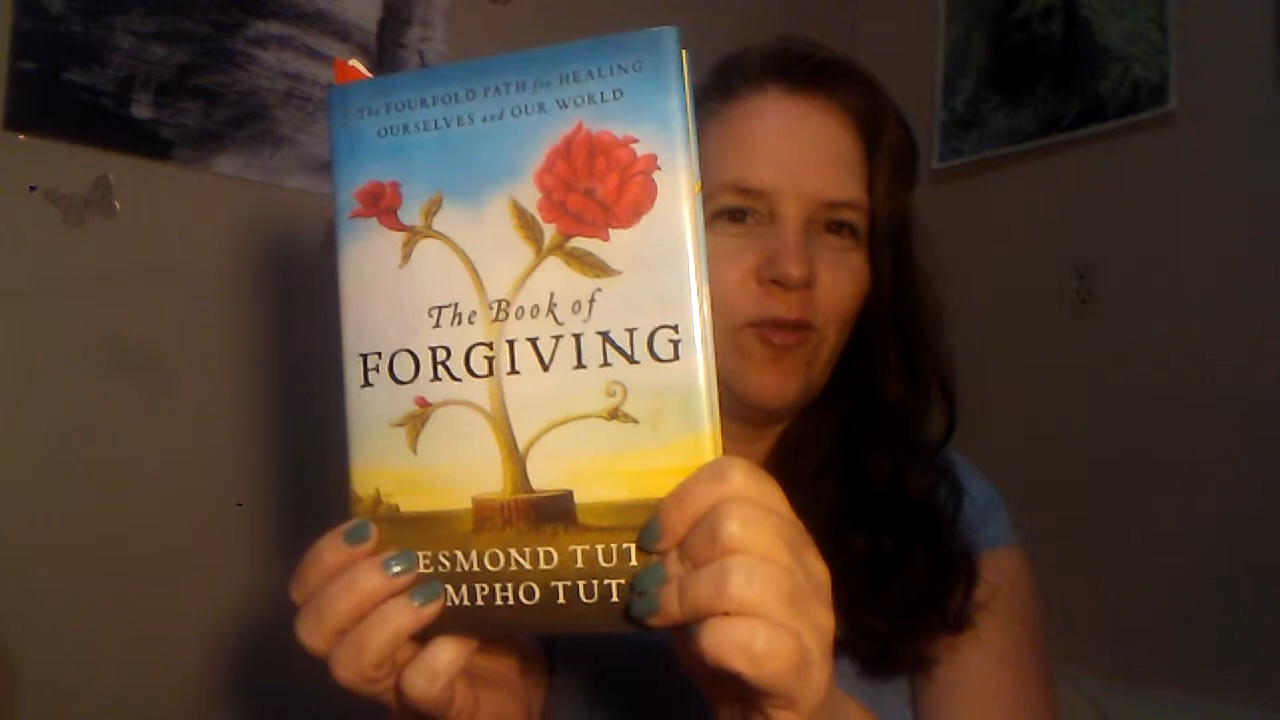 The FOURFOLD PATH for HEALING
OURSELVES and OUR WORLD
The Book of
FORGIVING
ESMOND TUT
MPHO TUT